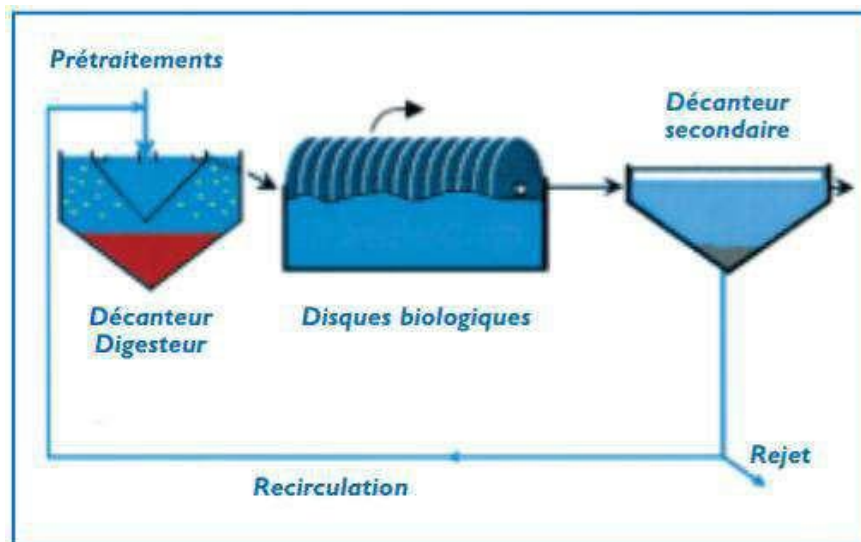 Prétraitements
Décanteur
secondaire
Décanteur
Digesteur
Disques biologiques
Rejet
Recirculation